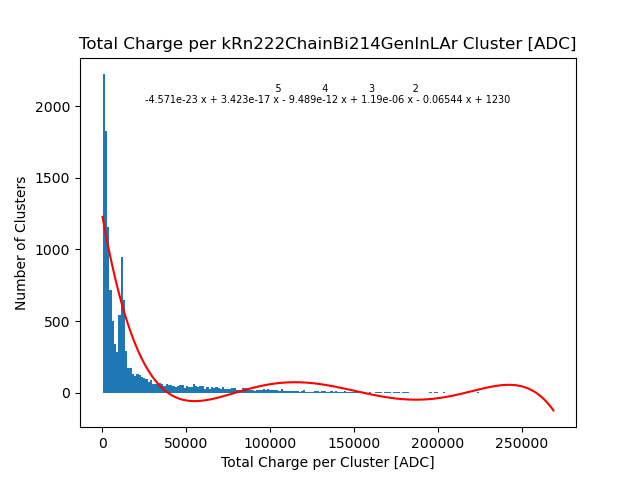 Total Charge per kRn222ChainBi214GenInLAr Cluster [ADC]
5 4 3 2
-4.571e-23 x + 3.423e-17 x - 9.489e-12 x + 1.19e-06 x - 0.06544 x + 1230
2000
1500
1000
500
0
Number of Clusters
0 50000 100000 150000 200000 250000
Total Charge per Cluster [ADC]